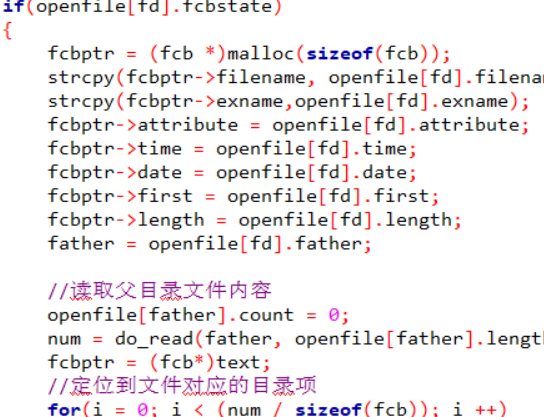 if(openfile[fd].fcbstate)
{
fcbptr = (fcb *)malloc(sizeof(fcb));
strcpy(fcbptr->filename, openfile[fd].filena
strcpy(fcbptr->exname,openfile[fd].exname);
fcbptr->attribute = openfile[fd].attribute;
fcbptr->time = openfile[fd].time;
fcbptr->date = openfile[fd].date;
fcbptr->first = openfile[fd].first;
fcbptr->length = openfile[fd].length;
father = openfile[fd].father;
//读取父目录文件内容
openfile[father].count = 0;
num = do_read(father, openfile[father].length
fcbptr = (fcb*)text;
//定位到文件对应的目录项
for(i = 0; i < (num / sizeof(fcb)); i ++)